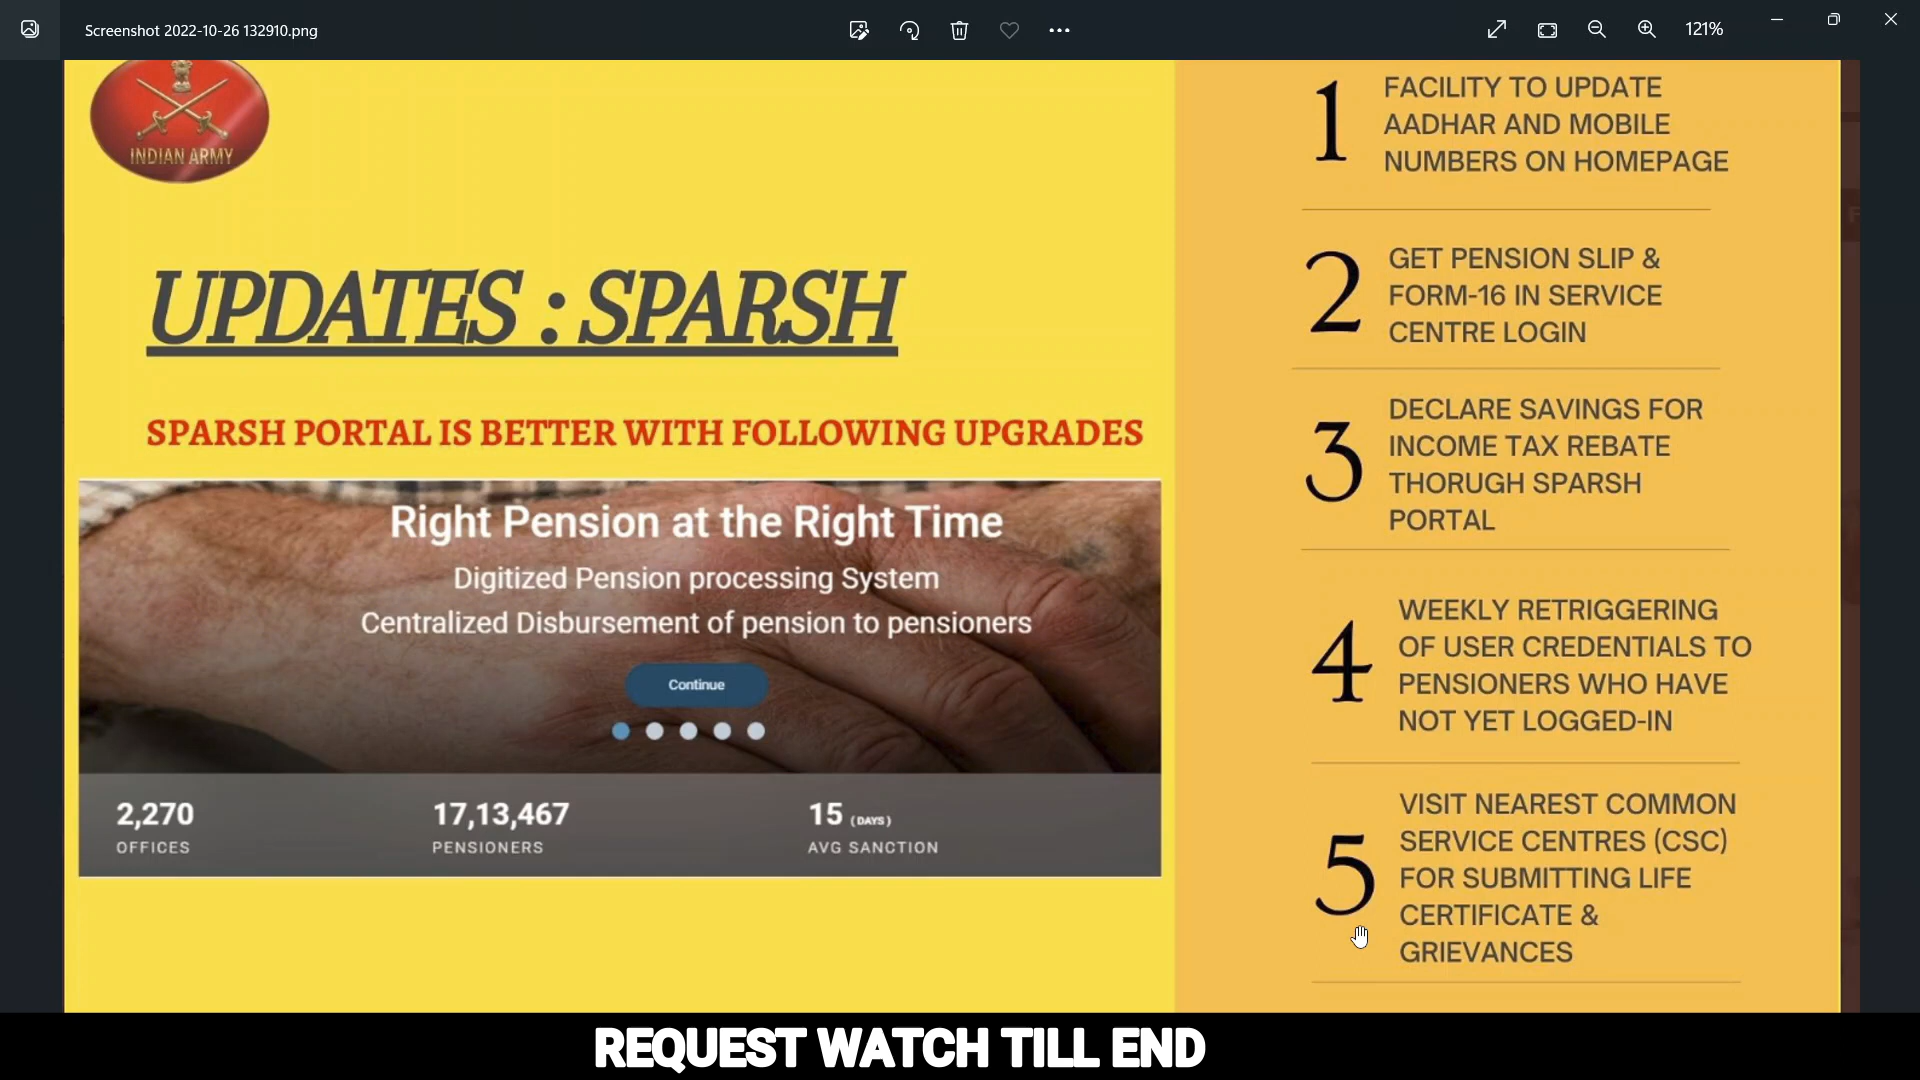 Screenshot 2022-10-26 132910.png
121%
INDIAN ARMY
UPDATES : SPARSH
SPARSH PORTAL IS BETTER WITH FOLLOWING UPGRADES
Right Pension at the Right Time
Digitized Pension processing System
Centralized Disbursement of pension to pensioners
Continue
2,270
OFFICES
17,13,467
PENSIONERS
15 (DAYS)
AVG SANCTION
1
FACILITY TO UPDATE
AADHAR AND MOBILE
NUMBERS ON HOMEPAGE
2
GET PENSION SLIP &
FORM-16 IN SERVICE
CENTRE LOGIN
3
DECLARE SAVINGS FOR
INCOME TAX REBATE
THORUGH SPARSH
PORTAL
4
WEEKLY RETRIGGERING
OF USER CREDENTIALS TO
PENSIONERS WHO HAVE
NOT YET LOGGED-IN
5
VISIT NEAREST COMMON
SERVICE CENTRES (CSC)
FOR SUBMITTING LIFE
CERTIFICATE &
GRIEVANCES
REQUEST WATCH TILL END